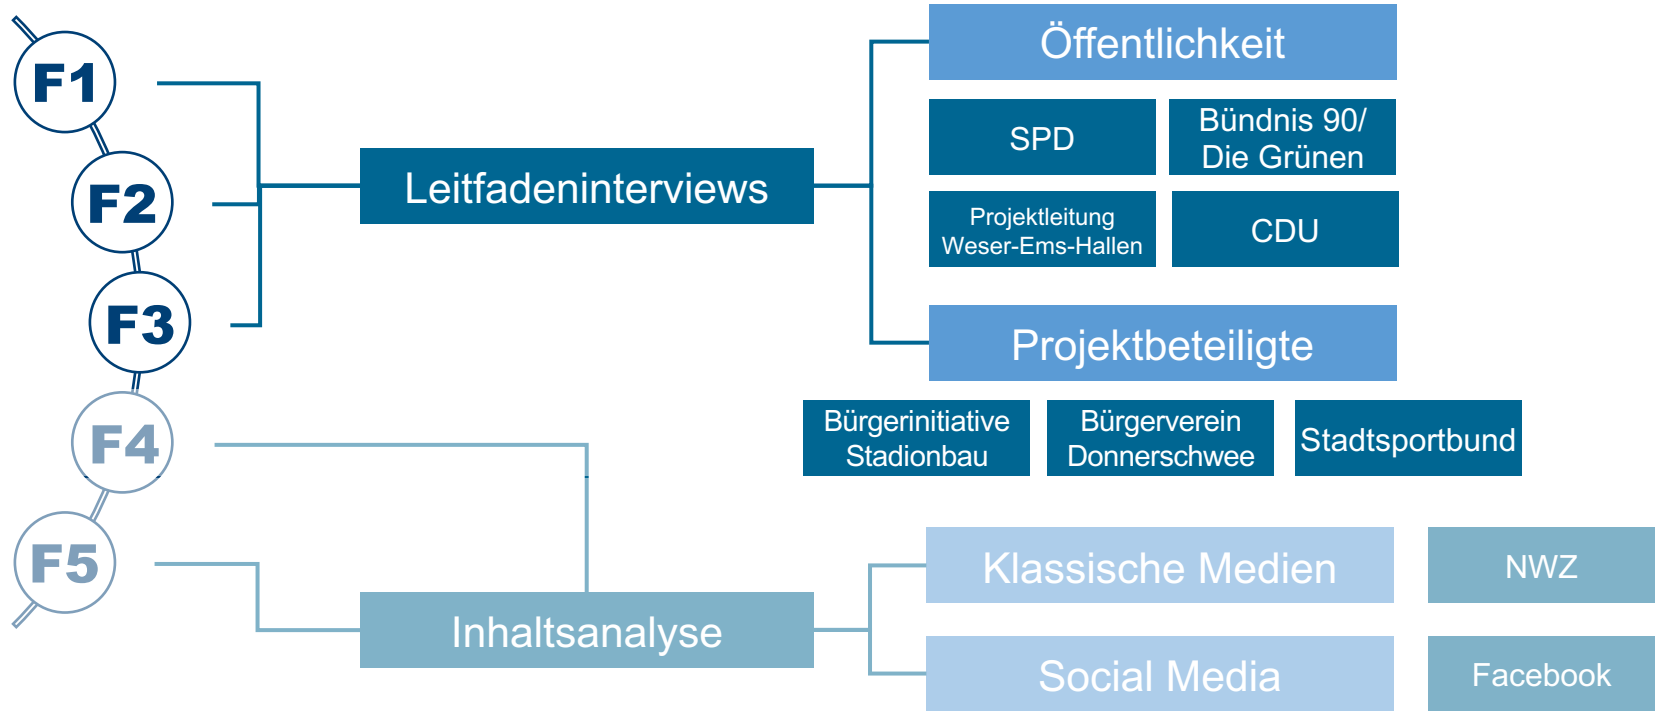 F1
F2
F3
F4
F5
Leitfadeninterviews
Inhaltsanalyse
Öffentlichkeit
SPD
Bündnis 90/
Die Grünen
Projektleitung
Weser-Ems-Hallen
CDU
Projektbeteiligte
Bürgerinitiative
Stadionbau
Bürgerverein
Donnerschwee
Stadtsportbund
Klassische Medien
NWZ
Social Media
Facebook